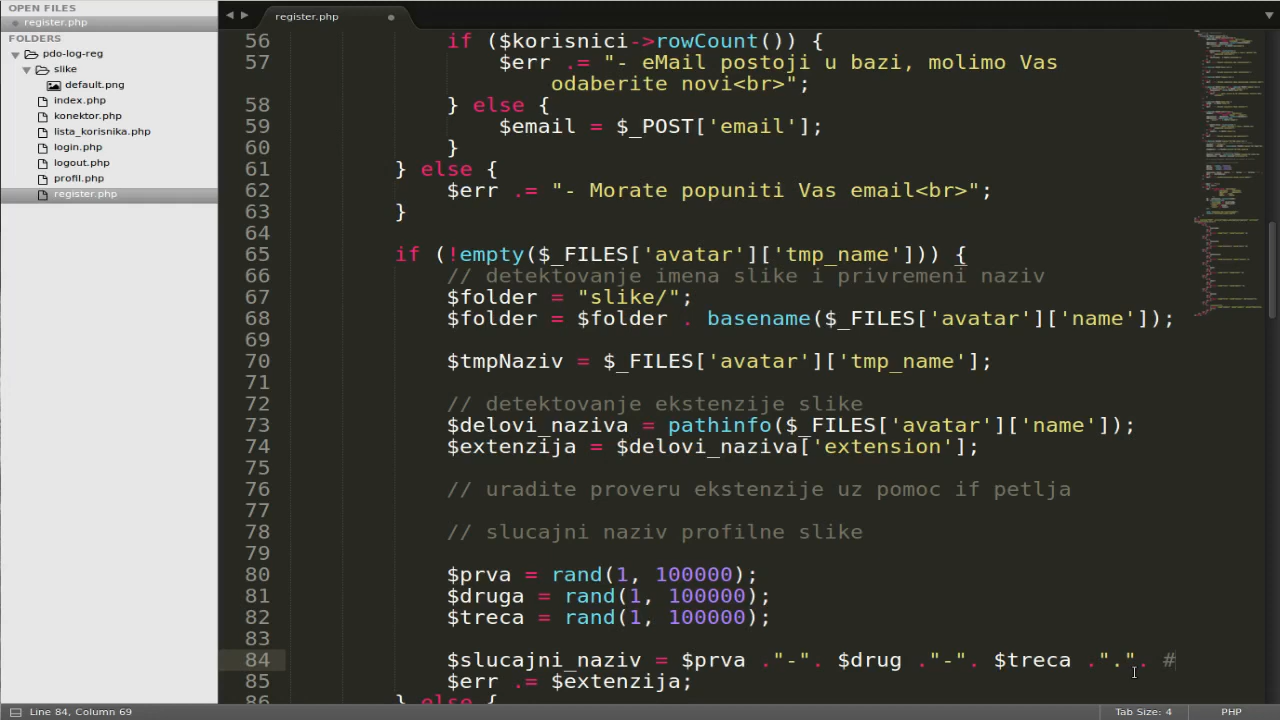 OPEN FILES
register.php
FOLDERS
pdo-log-reg
slike
default.png
index.php
konektor.php
lista_korisnika.php
login.php
logout.php
profil.php
register.php
register.php
56 if ($korisnici->rowCount()) {
57 $err .= "- eMail postoji u bazi, molimo Vas
odaberite novi<br>";
58 } else {
59 $email = $_POST['email'];
60 }
61 } else {
62 $err .= "- Morate popuniti Vas email<br>";
63 }
64
65 if (!empty($_FILES['avatar']['tmp_name'])) {
66 // detektovanje imena slike i privremeni naziv
67 $folder = "slike/";
68 $folder = $folder . basename($_FILES['avatar']['name']);
69
70 $tmpNaziv = $_FILES['avatar']['tmp_name'];
71
72 // detektovanje ekstenzije slike
73 $delovi_naziva = pathinfo($_FILES['avatar']['name']);
74 $extenzija = $delovi_naziva['extension'];
75
76 // uradite proveru ekstenzije uz pomoc if petlja
77
78 // slucajni naziv profilne slike
79
80 $prva = rand(1, 100000);
81 $druga = rand(1, 100000);
82 $treca = rand(1, 100000);
83
84 $slucajni_naziv = $prva ."-". $drug ."-". $treca .".". #
85 $err .= $extenzija;
86 } else {
Line 84, Column 69
Tab Size: 4
PHP